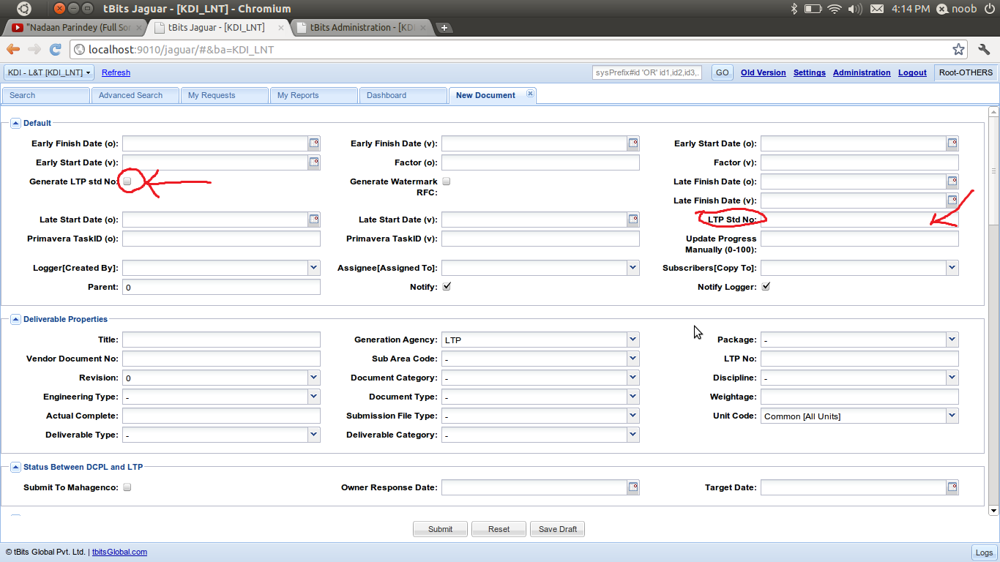 tBits Jaguar - [KDI_LNT] - Chromium
4:14 PM noob
"Nadaan Parindey (Full So
tBits Jaguar - [KDI_LNT]
tBits Administration - [KD
localhost:9010/jaguar/#&ba=KDI_LNT
KDI - L&T [KDI_LNT] Refresh sysPrefix#id 'OR' id1,id2,id3,. GO Old Version Settings Administration Logout Root-OTHERS
Search Advanced Search My Requests My Reports Dashboard New Document
Default
Early Finish Date (o): Early Finish Date (v): Early Start Date (o):
Early Start Date (v): Factor (o): Factor (v):
Generate LTP std No: Generate Watermark RFC: Late Finish Date (o):
Late Finish Date (v):
Late Start Date (o): Late Start Date (v): LTP Std No:
Primavera TaskID (o): Primavera TaskID (v): Update Progress Manually (0-100):
Logger[Created By]: Assignee[Assigned To]: Subscribers[Copy To]:
Parent: 0 Notify: Notify Logger:
Deliverable Properties
Title: Generation Agency: LTP Package: -
Vendor Document No: Sub Area Code: - LTP No:
Revision: 0 Document Category: - Discipline: -
Engineering Type: - Document Type: - Weightage:
Actual Complete: Submission File Type: - Unit Code: Common [All Units]
Deliverable Type: - Deliverable Category: -
Status Between DCPL and LTP
Submit To Mahagenco: Owner Response Date: Target Date:
Submit Reset Save Draft
© tBits Global Pvt. Ltd. | tbitsGlobal.com Logs